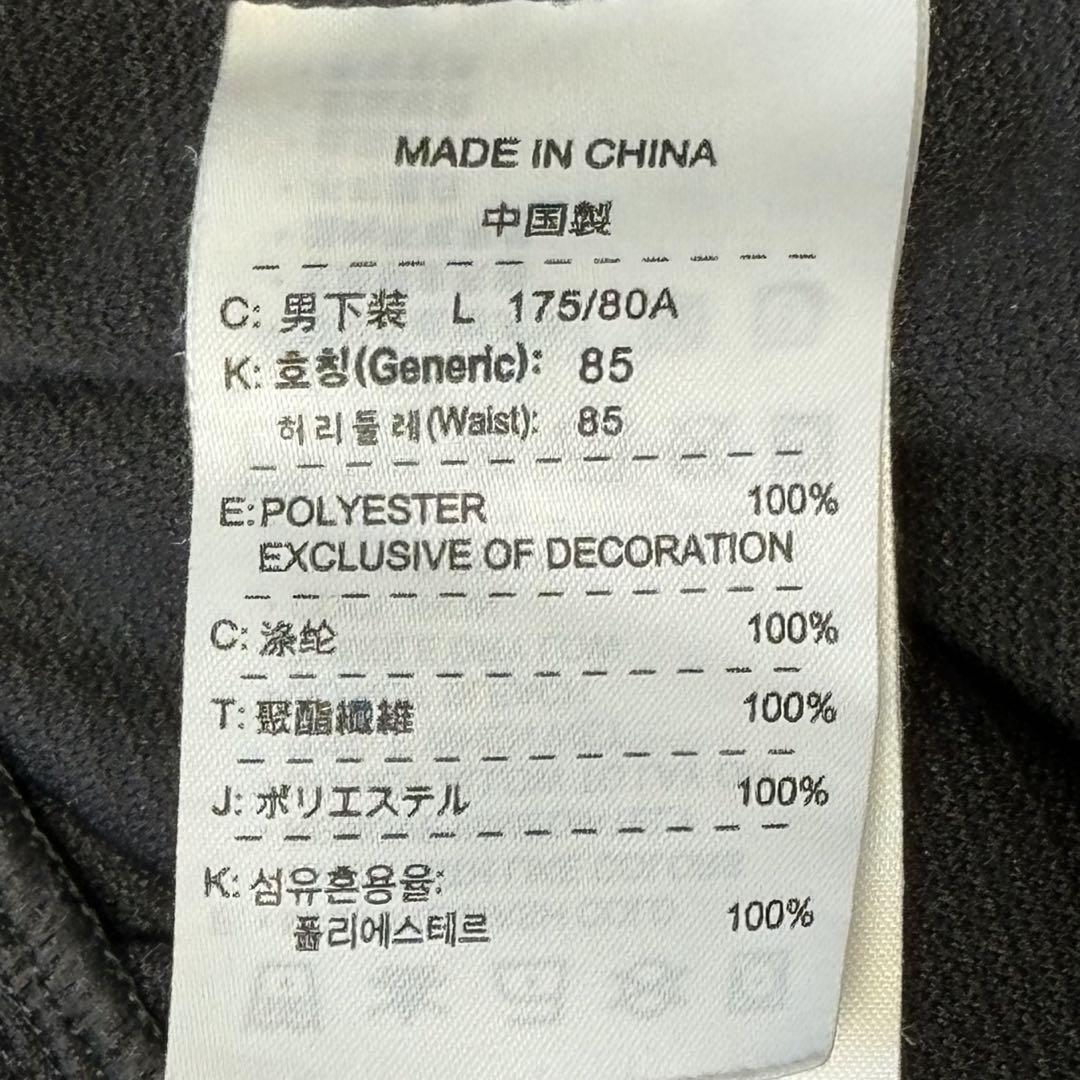 MADE IN CHINA
中国製
C: 男下装 L 175/80A
K: 호칭(Generic): 85
허리둘레(Waist): 85
E: POLYESTER 100%
EXCLUSIVE OF DECORATION
C: 涤纶 100%
T: 聚酯纖維 100%
J: ポリエステル 100%
K: 섬유혼용율:
폴리에스테르 100%